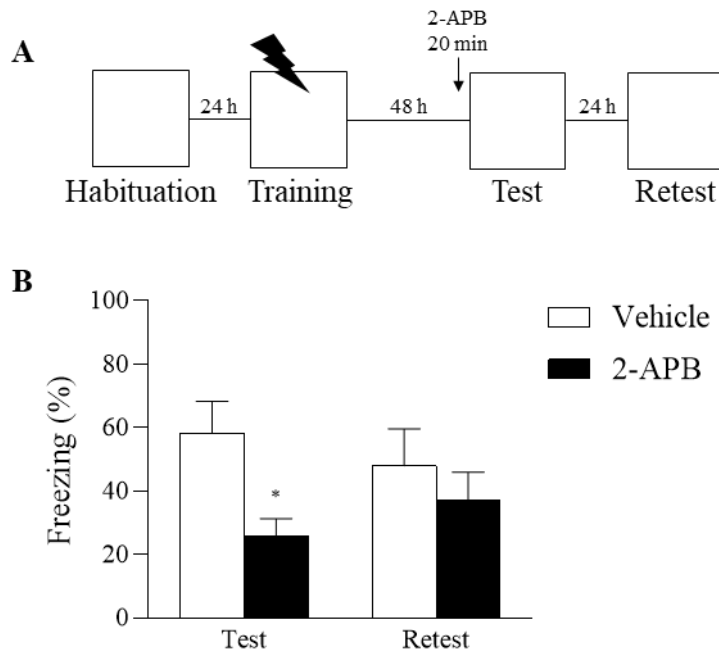 A
2-APB
20 min
24 h
48 h
24 h
Habituation
Training
Test
Retest
B
100
80
60
40
20
0
Freezing (%)
*
Vehicle
2-APB
Test
Retest